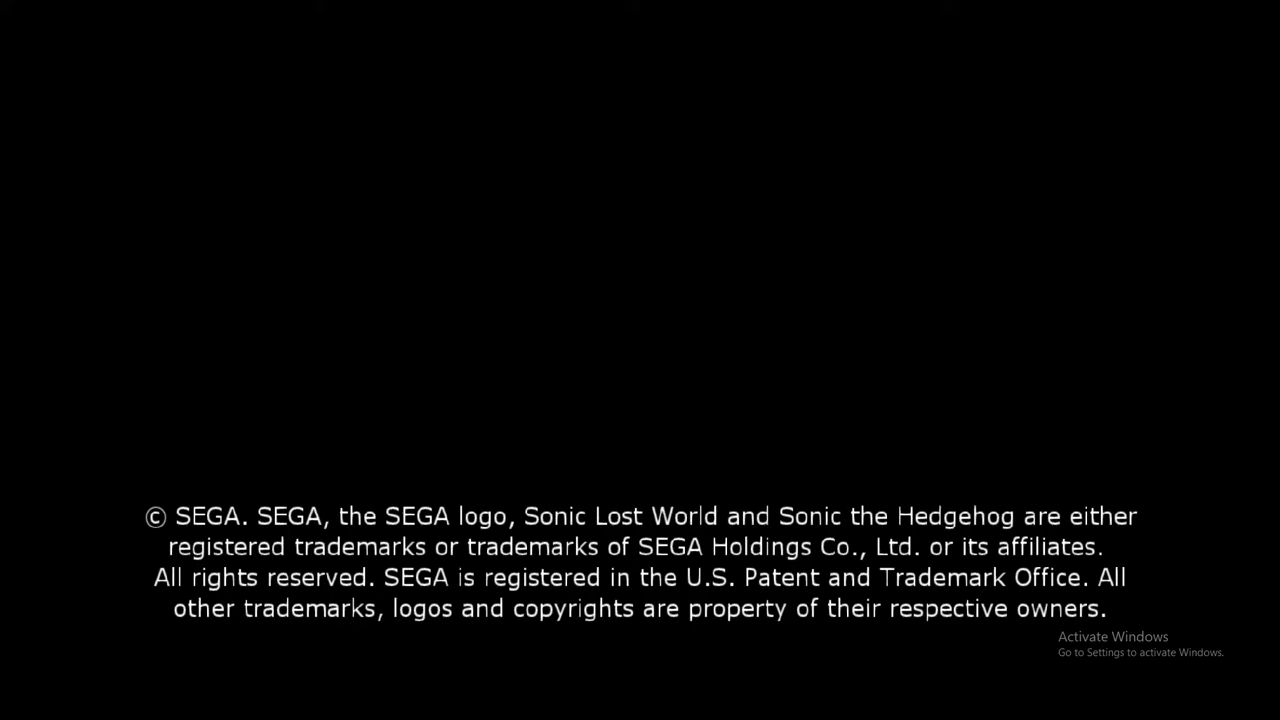 © SEGA. SEGA, the SEGA logo, Sonic Lost World and Sonic the Hedgehog are either
registered trademarks or trademarks of SEGA Holdings Co., Ltd. or its affiliates.
All rights reserved. SEGA is registered in the U.S. Patent and Trademark Office. All
other trademarks, logos and copyrights are property of their respective owners.
Activate Windows
Go to Settings to activate Windows.